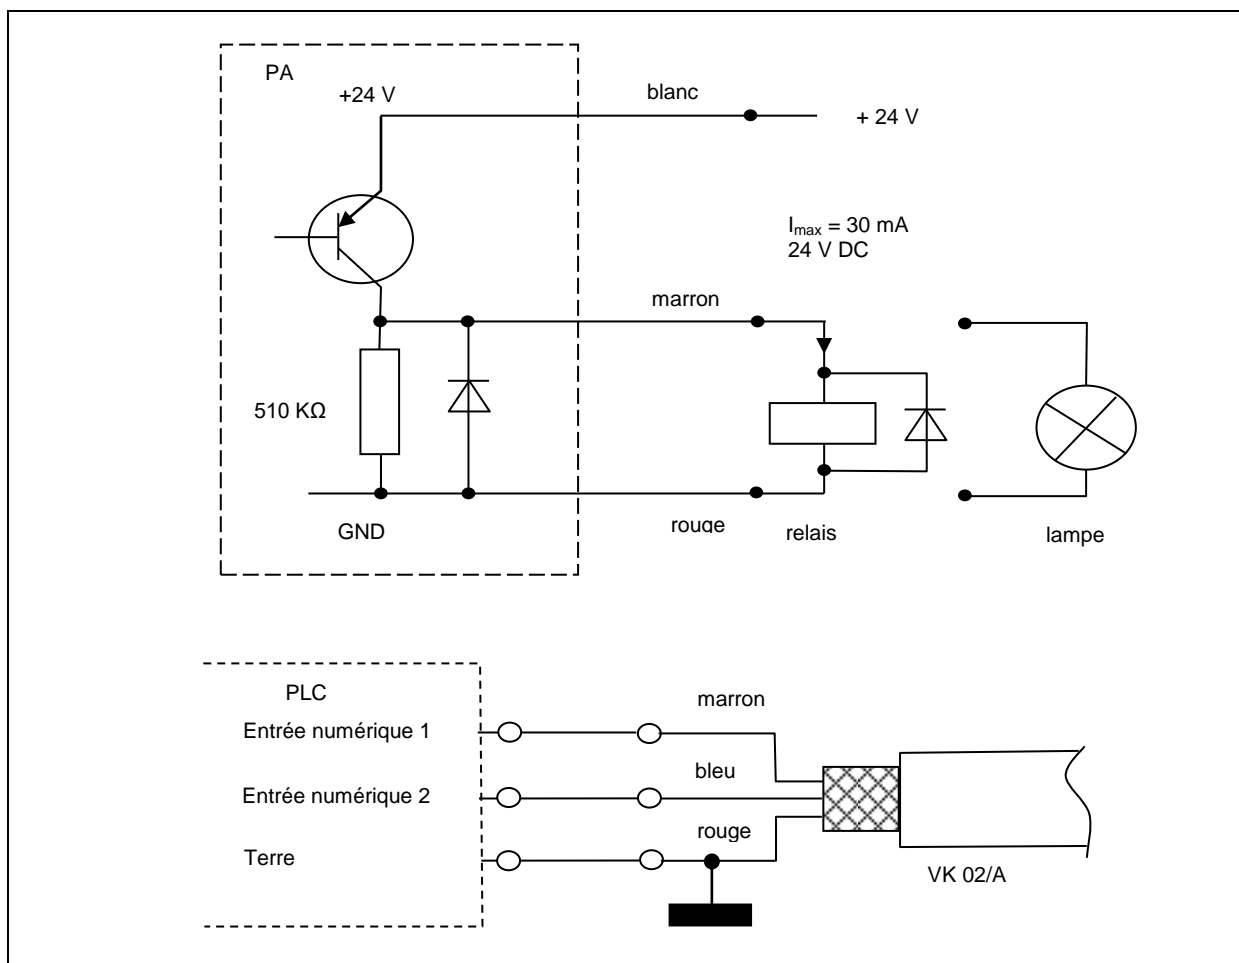 PA
+24 V
blanc
+ 24 V
Imax = 30 mA
24 V DC
marron
510 KΩ
GND
rouge
relais
lampe
PLC
marron
Entrée numérique 1
bleu
Entrée numérique 2
rouge
Terre
VK 02/A